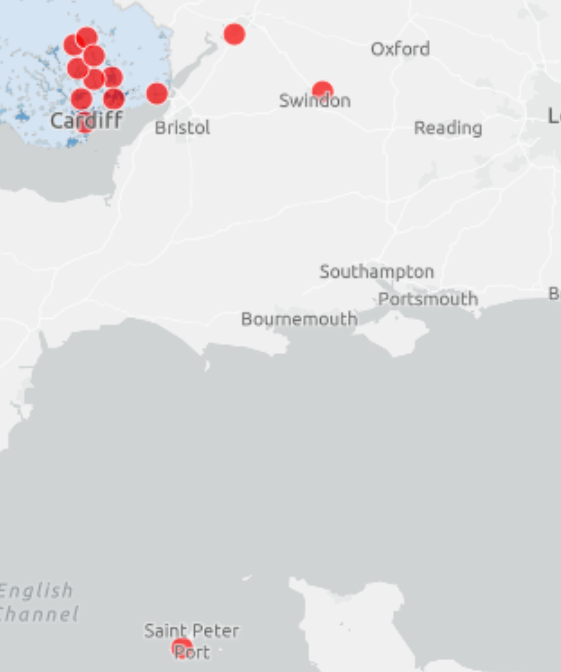 Oxford
Swindon
Cardiff
Bristol
Reading
Southampton
Portsmouth
Bournemouth
English
Channel
Saint Peter
Port